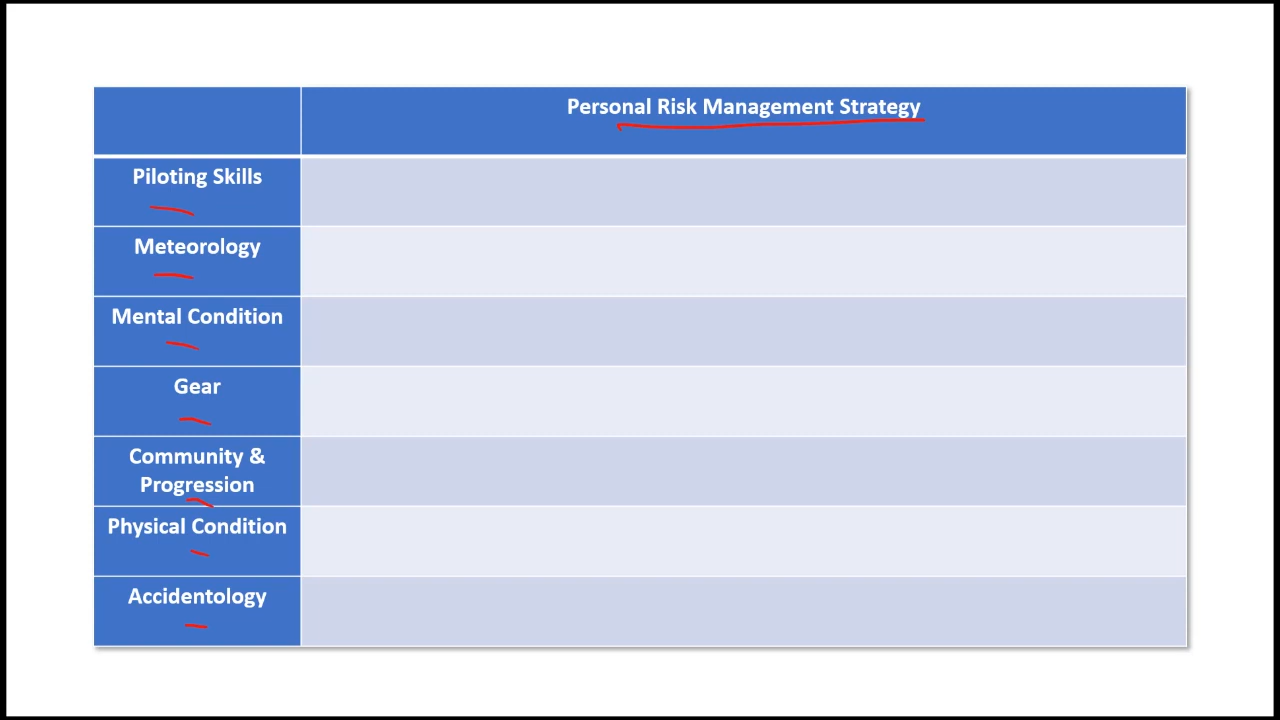 Personal Risk Management Strategy
Piloting Skills
Meteorology
Mental Condition
Gear
Community &
Progression
Physical Condition
Accidentology